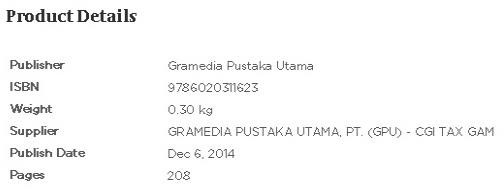 Product Details
Publisher Gramedia Pustaka Utama
ISBN 9786020311623
Weight 0.30 kg
Supplier GRAMEDIA PUSTAKA UTAMA, PT. (GPU) - CGI TAX GAM
Publish Date Dec 6, 2014
Pages 208